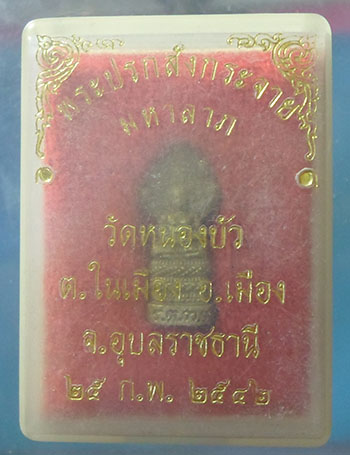 พระปรกสังกระจาย
มหาลาภ
วัดหนองบัว
ต.ในเมือง อ.เมือง
จ.อุบลราชธานี
๒๕ ก.พ. ๒๕๔๒